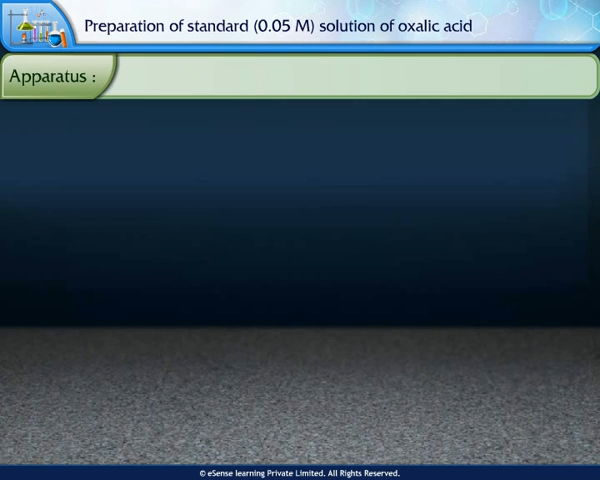 Preparation of standard (0.05 M) solution of oxalic acid
Apparatus :
© eSense learning Private Limited. All Rights Reserved.